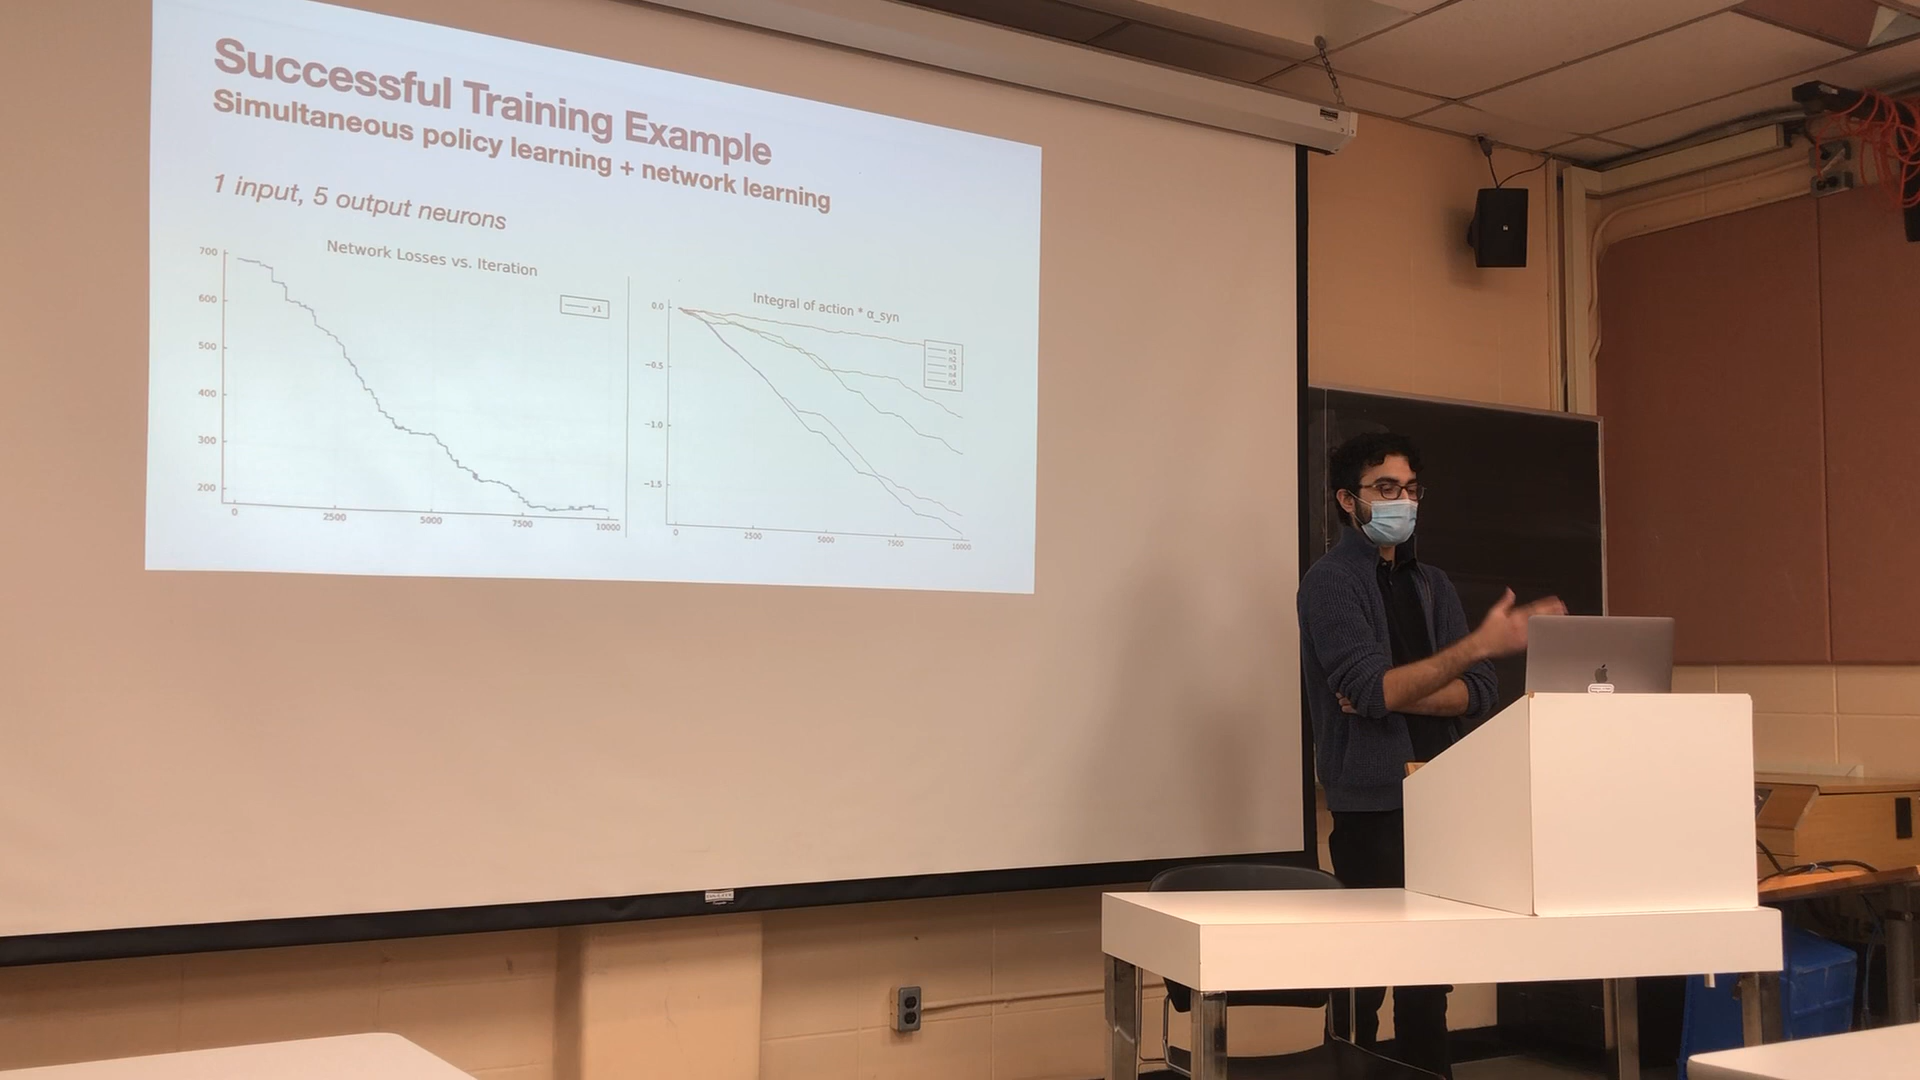 Successful Training Example
Simultaneous policy learning + network learning
1 input, 5 output neurons
Network Losses vs. Iteration
700
600
500
400
300
200
0
2500
5000
7500
10000
y1
Integral of action * α_syn
0.0
−0.5
−1.0
−1.5
0
2500
5000
7500
10000
n1
n2
n3
n4
n5